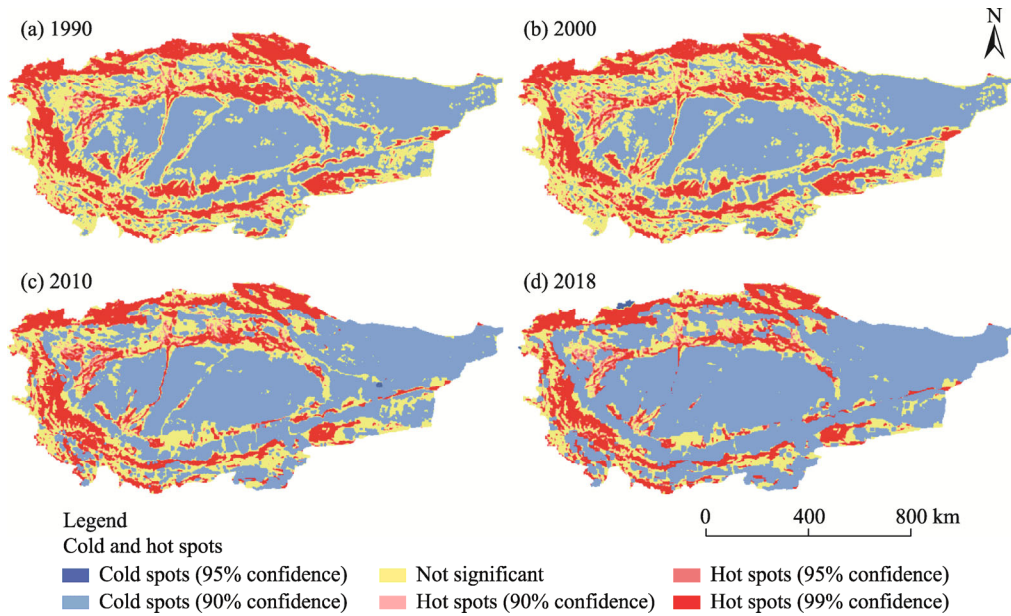 (a) 1990
(b) 2000
N
(c) 2010
(d) 2018
Legend
0 400 800 km
Cold and hot spots
Cold spots (95% confidence) Not significant Hot spots (95% confidence)
Cold spots (90% confidence) Hot spots (90% confidence) Hot spots (99% confidence)